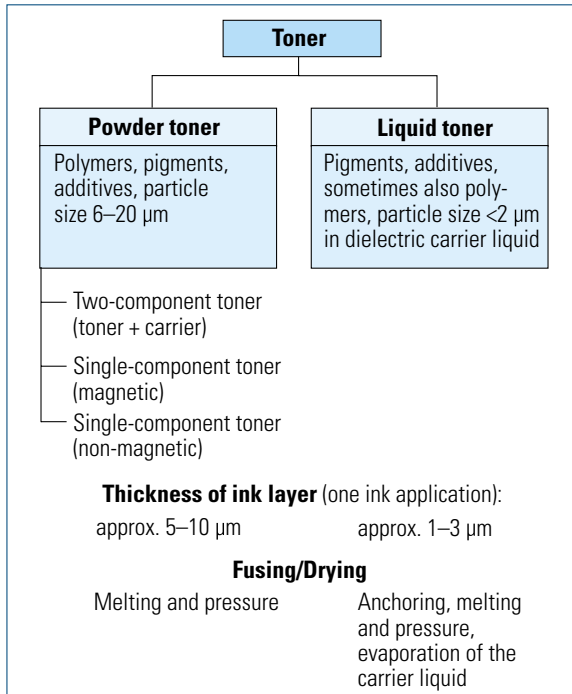 Toner
Powder toner
Polymers, pigments,
additives, particle
size 6–20 µm
Liquid toner
Pigments, additives,
sometimes also poly-
mers, particle size <2 µm
in dielectric carrier liquid
Two-component toner
(toner + carrier)
Single-component toner
(magnetic)
Single-component toner
(non-magnetic)
Thickness of ink layer (one ink application):
approx. 5–10 µm
approx. 1–3 µm
Fusing/Drying
Melting and pressure
Anchoring, melting
and pressure,
evaporation of the
carrier liquid